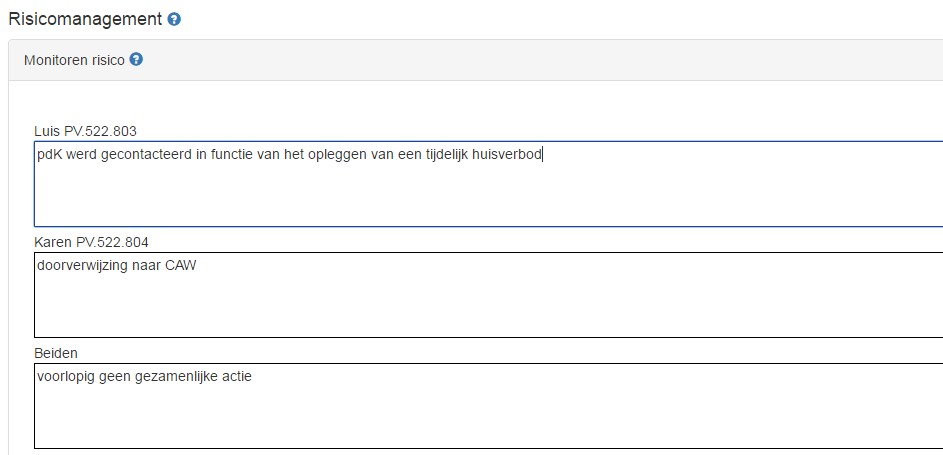 Risicomanagement ?
Monitoren risico ?
Luis PV.522.803
pdK werd gecontacteerd in functie van het opleggen van een tijdelijk huisverbod
Karen PV.522.804
doorverwijzing naar CAW
Beiden
voorlopig geen gezamenlijke actie